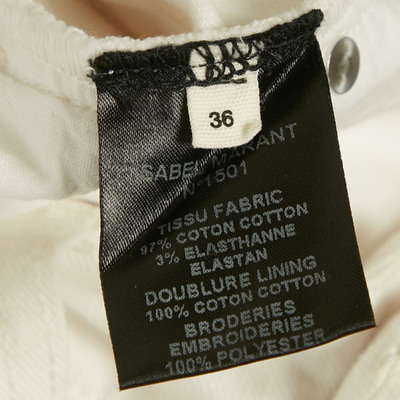 36
ISABEL MARANT
N°1501
TISSU FABRIC
97% COTON COTTON
3% ELASTHANNE
ELASTAN
DOUBLURE LINING
100% COTON COTTON
BRODERIES
EMBROIDERIES
100% POLYESTER